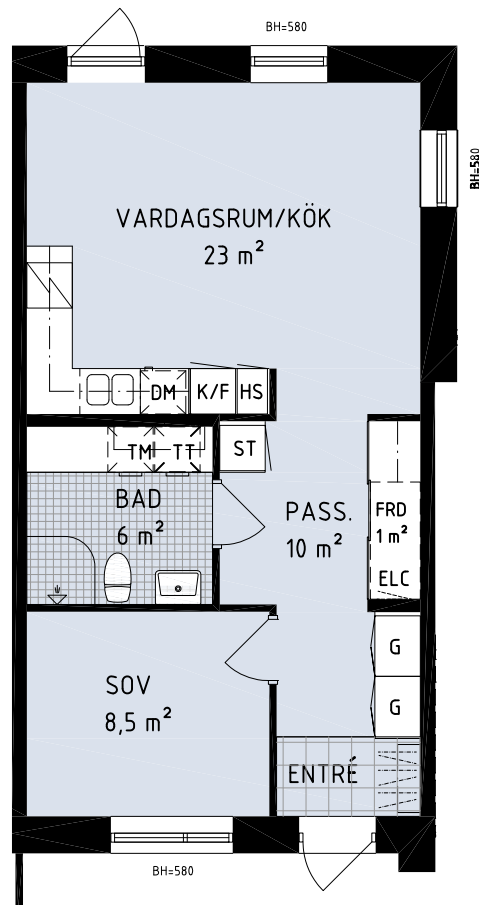 BH=580
BH=580
VARDAGSRUM/KÖK
23 m²
DM
K/F
HS
TM
TT
ST
BAD
6 m²
PASS.
10 m²
FRD
1 m²
ELC
SOV
8,5 m²
G
G
ENTRÉ
BH=580